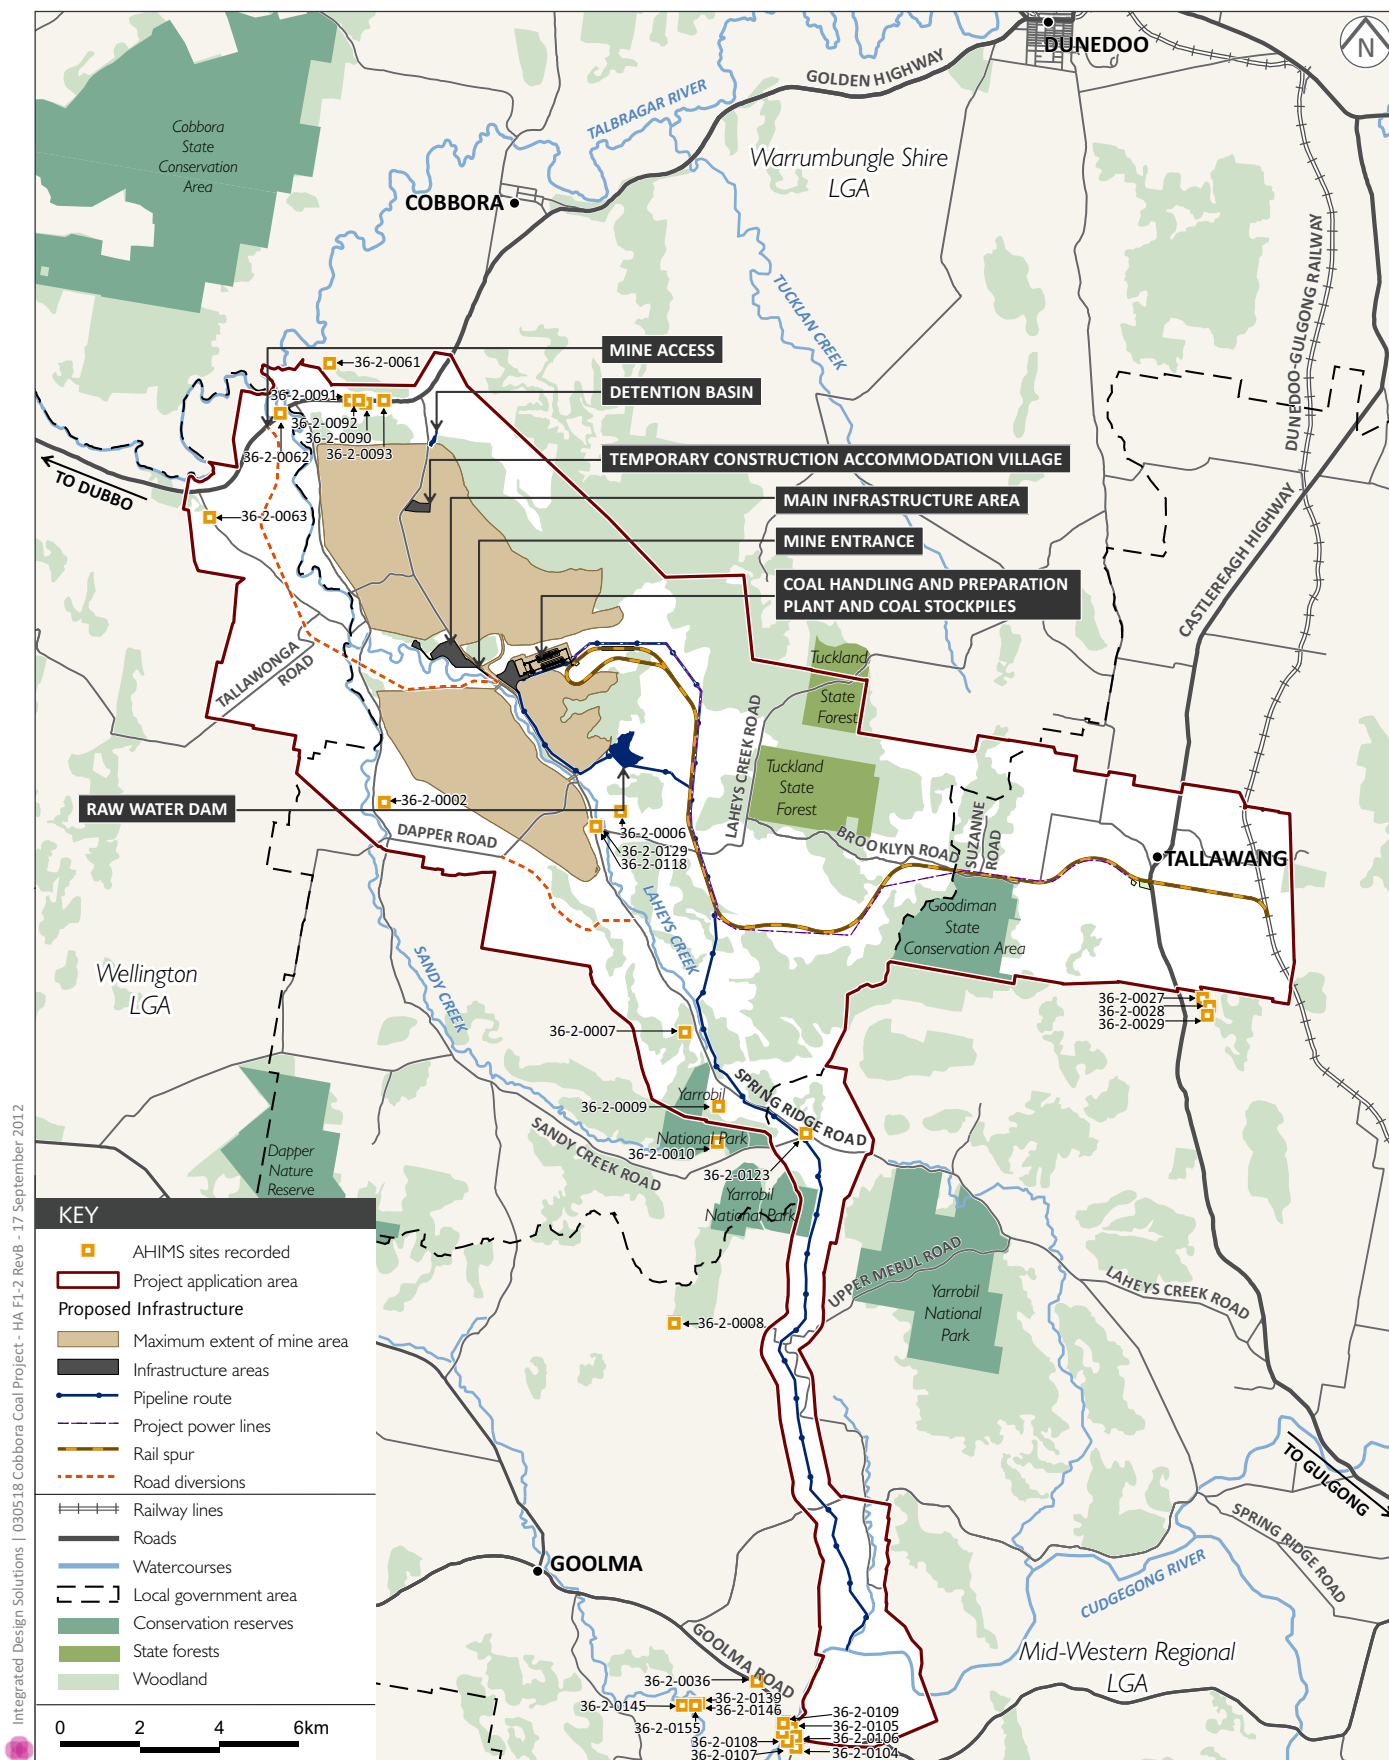 DUNEDOO
N
GOLDEN HIGHWAY
TALBRAGAR RIVER
Cobbora
State
Conservation
Area
Warrumbungle Shire
LGA
COBBORA
TUCKLAN CREEK
DUNEDOO-GULGONG RAILWAY
MINE ACCESS
36-2-0061
DETENTION BASIN
36-2-0091
36-2-0092
36-2-0090
36-2-0062
36-2-0093
TEMPORARY CONSTRUCTION ACCOMMODATION VILLAGE
TO DUBBO
MAIN INFRASTRUCTURE AREA
36-2-0063
MINE ENTRANCE
CASTLEREAGH HIGHWAY
COAL HANDLING AND PREPARATION
PLANT AND COAL STOCKPILES
TALLAWONGA
ROAD
Tuckland
State
Forest
LAHEYS CREEK ROAD
Tuckland
State
Forest
36-2-0002
RAW WATER DAM
DAPPER ROAD
36-2-0006
36-2-0129
36-2-0118
BROOKLYN ROAD
SUZANNE
ROAD
TALLAWANG
LAHEYS CREEK
Goodiman
State
Conservation Area
SANDY CREEK
Wellington
LGA
36-2-0027
36-2-0028
36-2-0029
36-2-0007
SPRING RIDGE ROAD
Yarrobil
National Park
36-2-0009
36-2-0010
SANDY CREEK ROAD
36-2-0123
Dapper
Nature
Reserve
Yarrobil
National Park
UPPER MEBUL ROAD
LAHEYS CREEK ROAD
Yarrobil
National
Park
36-2-0008
KEY
AHIMS sites recorded
Project application area
Proposed Infrastructure
Maximum extent of mine area
Infrastructure areas
Pipeline route
Project power lines
Rail spur
Road diversions
Railway lines
Roads
Watercourses
Local government area
Conservation reserves
State forests
Woodland
0 2 4 6km
TO GULGONG
SPRING RIDGE ROAD
GOOLMA
CUDGEGONG RIVER
GOOLMA ROAD
Mid-Western Regional
LGA
36-2-0036
36-2-0139
36-2-0145
36-2-0146
36-2-0155
36-2-0109
36-2-0105
36-2-0106
36-2-0108
36-2-0107
36-2-0104
Integrated Design Solutions | 030518 Cobbora Coal Project - HA F1-2 RevB - 17 September 2012